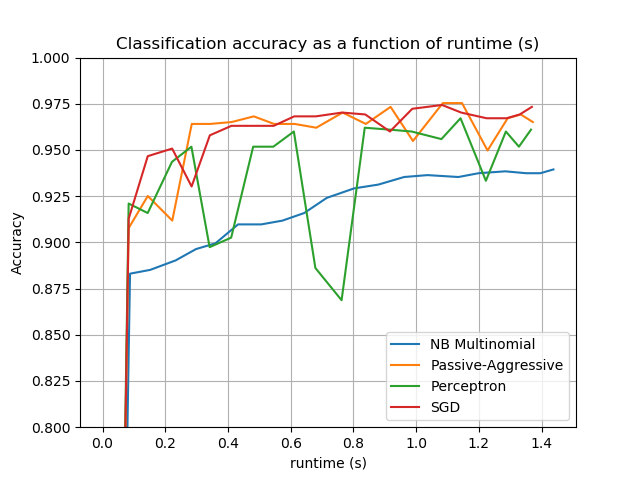 Classification accuracy as a function of runtime (s)
1.000
0.975
0.950
0.925
0.900
0.875
0.850
0.825
0.800
Accuracy
NB Multinomial
Passive-Aggressive
Perceptron
SGD
0.0 0.2 0.4 0.6 0.8 1.0 1.2 1.4
runtime (s)